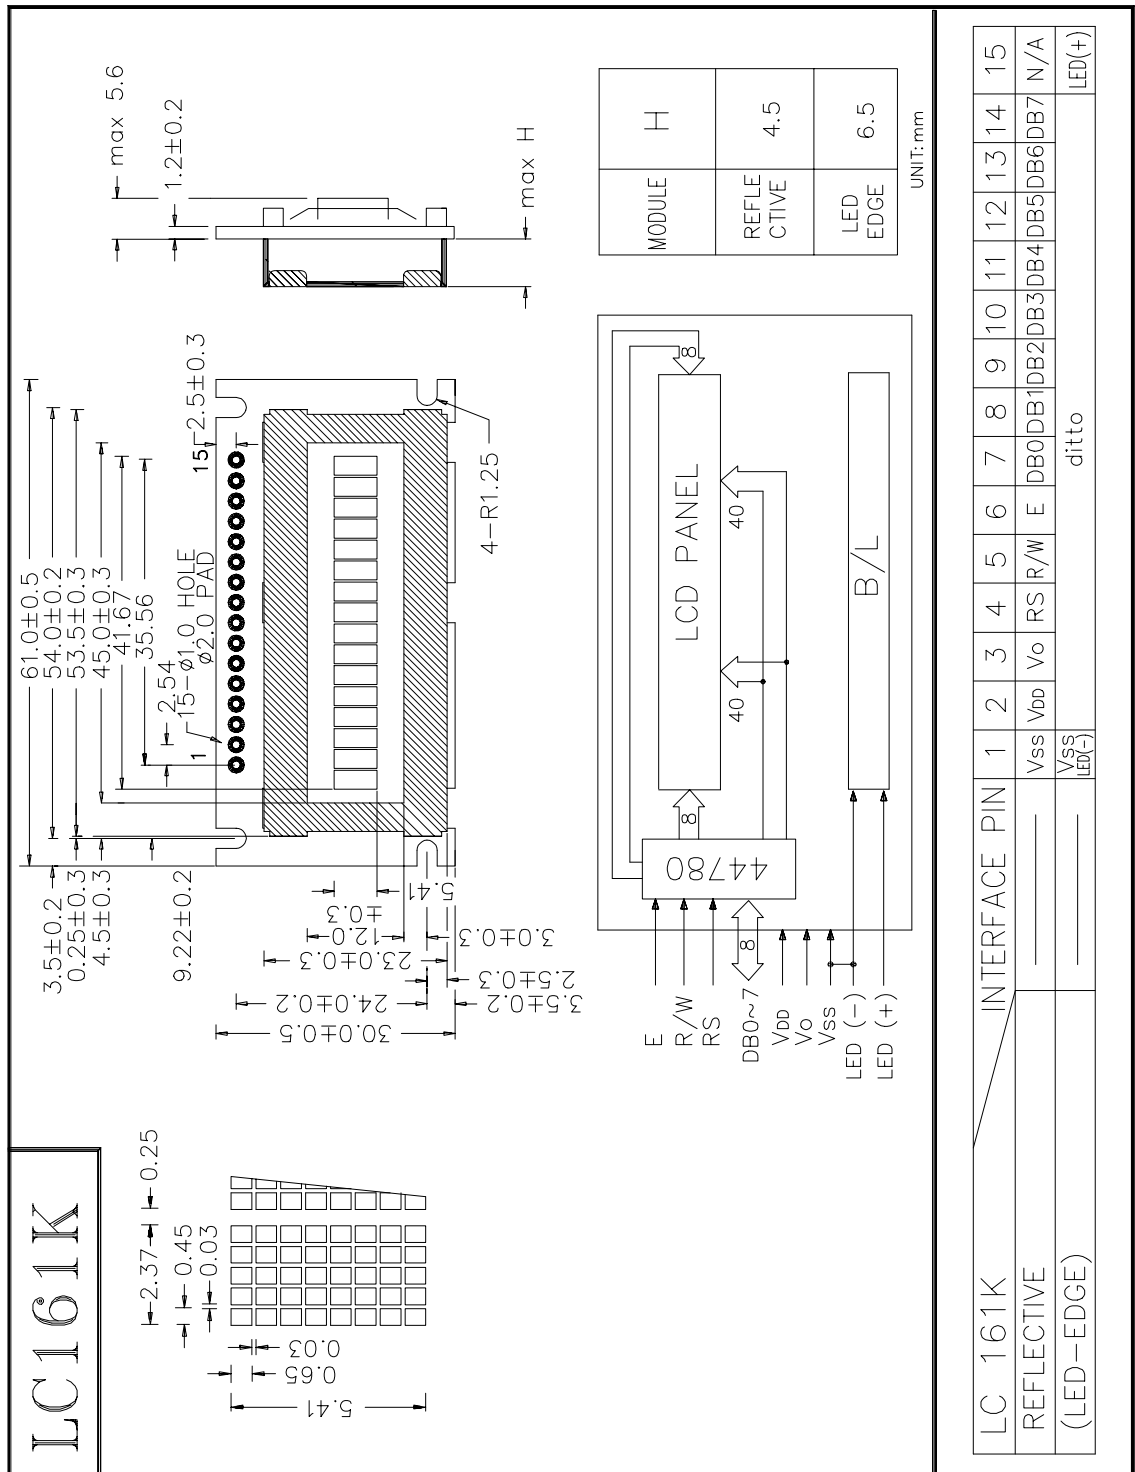 LC161K
5.41
0.65
0.03
2.37
0.45
0.03
0.25
61.0±0.5
54.0±0.2
53.5±0.3
45.0±0.3
41.67
35.56
2.54
15-φ1.0 HOLE
φ2.0 PAD
1
15
2.5±0.3
3.5±0.2
0.25±0.3
4.5±0.3
9.22±0.2
30.0±0.5
24.0±0.2
23.0±0.3
12.0
±0.3
5.41
3.0±0.3
2.5±0.3
3.5±0.2
4-R1.25
max 5.6
1.2±0.2
max H
E
R/W
RS
DB0~7
VDD
Vo
Vss
LED (-)
LED (+)
8
44780
8
8
40
40
LCD PANEL
B/L
MODULE H
REFLE
CTIVE 4.5
LED
EDGE 6.5
UNIT:mm
LC 161K INTERFACE PIN 1 2 3 4 5 6 7 8 9 10 11 12 13 14 15
REFLECTIVE Vss VDD Vo RS R/W E DB0 DB1 DB2 DB3 DB4 DB5 DB6 DB7 N/A
(LED-EDGE) Vss LED(-) ditto LED(+)